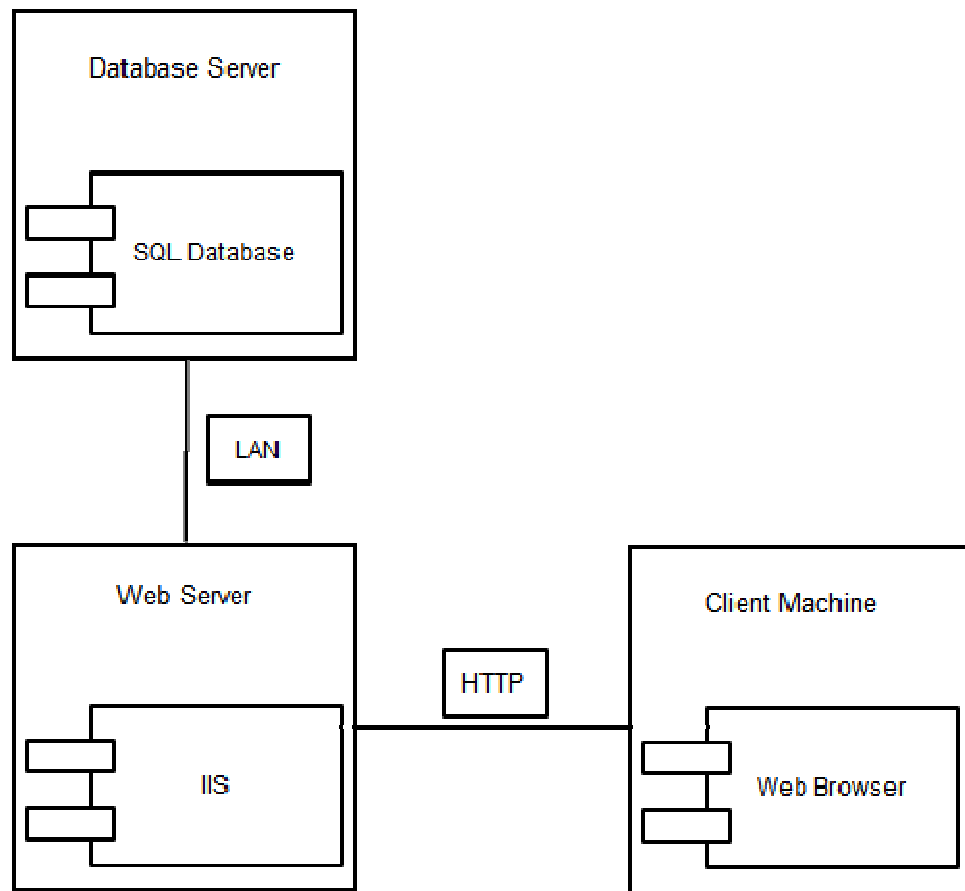 Database Server
SQL Database
LAN
Web Server
Client Machine
HTTP
IIS
Web Browser